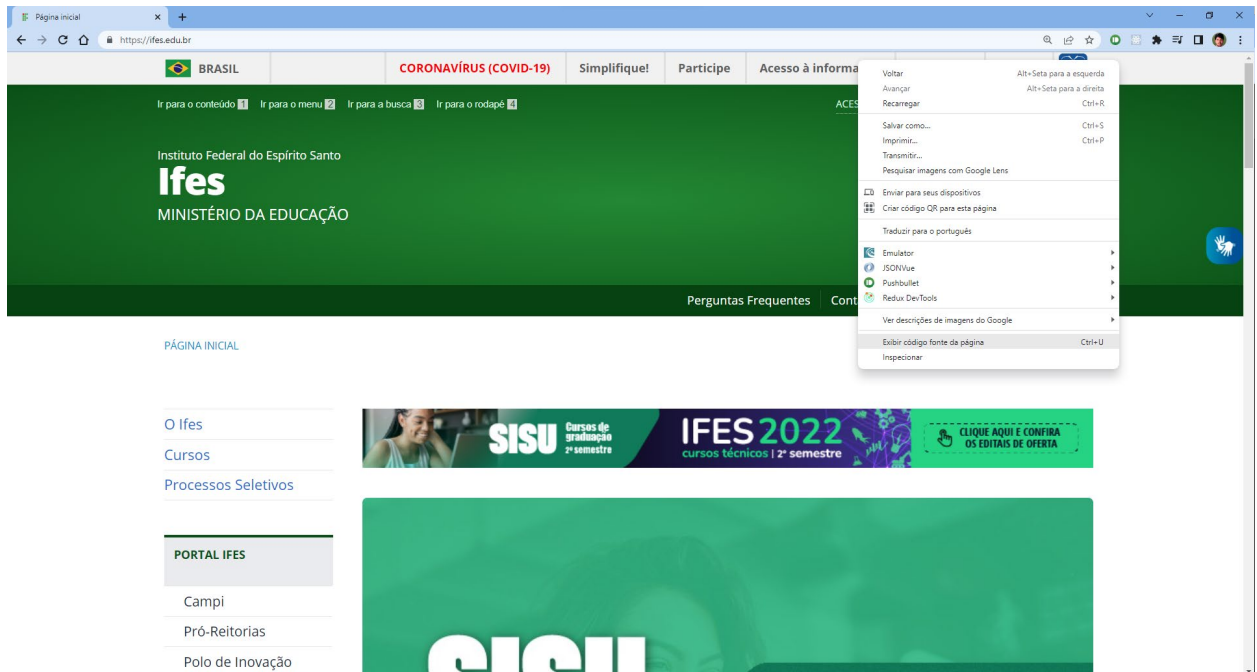 Página inicial
https://ifes.edu.br
BRASIL
CORONAVÍRUS (COVID-19)
Simplifique!
Participe
Acesso à informa
Ir para o conteúdo 1 Ir para o menu 2 Ir para a busca 3 Ir para o rodapé 4
ACES
Instituto Federal do Espírito Santo
Ifes
MINISTÉRIO DA EDUCAÇÃO
Perguntas Frequentes
Cont
Voltar Alt+Seta para a esquerda
Avançar Alt+Seta para a direita
Recarregar Ctrl+R
Salvar como... Ctrl+S
Imprimir... Ctrl+P
Transmitir...
Pesquisar imagens com Google Lens
Enviar para seus dispositivos
Criar código QR para esta página
Traduzir para o português
Emulator
JSONVue
Pushbullet
Redux DevTools
Ver descrições de imagens do Google
Exibir código fonte da página Ctrl+U
Inspecionar
PÁGINA INICIAL
O Ifes
Cursos
Processos Seletivos
PORTAL IFES
Campi
Pró-Reitorias
Polo de Inovação
SISU
Cursos de
graduação
2º semestre
IFES 2022
cursos técnicos | 2º semestre
CLIQUE AQUI E CONFIRA
OS EDITAIS DE OFERTA
SISU